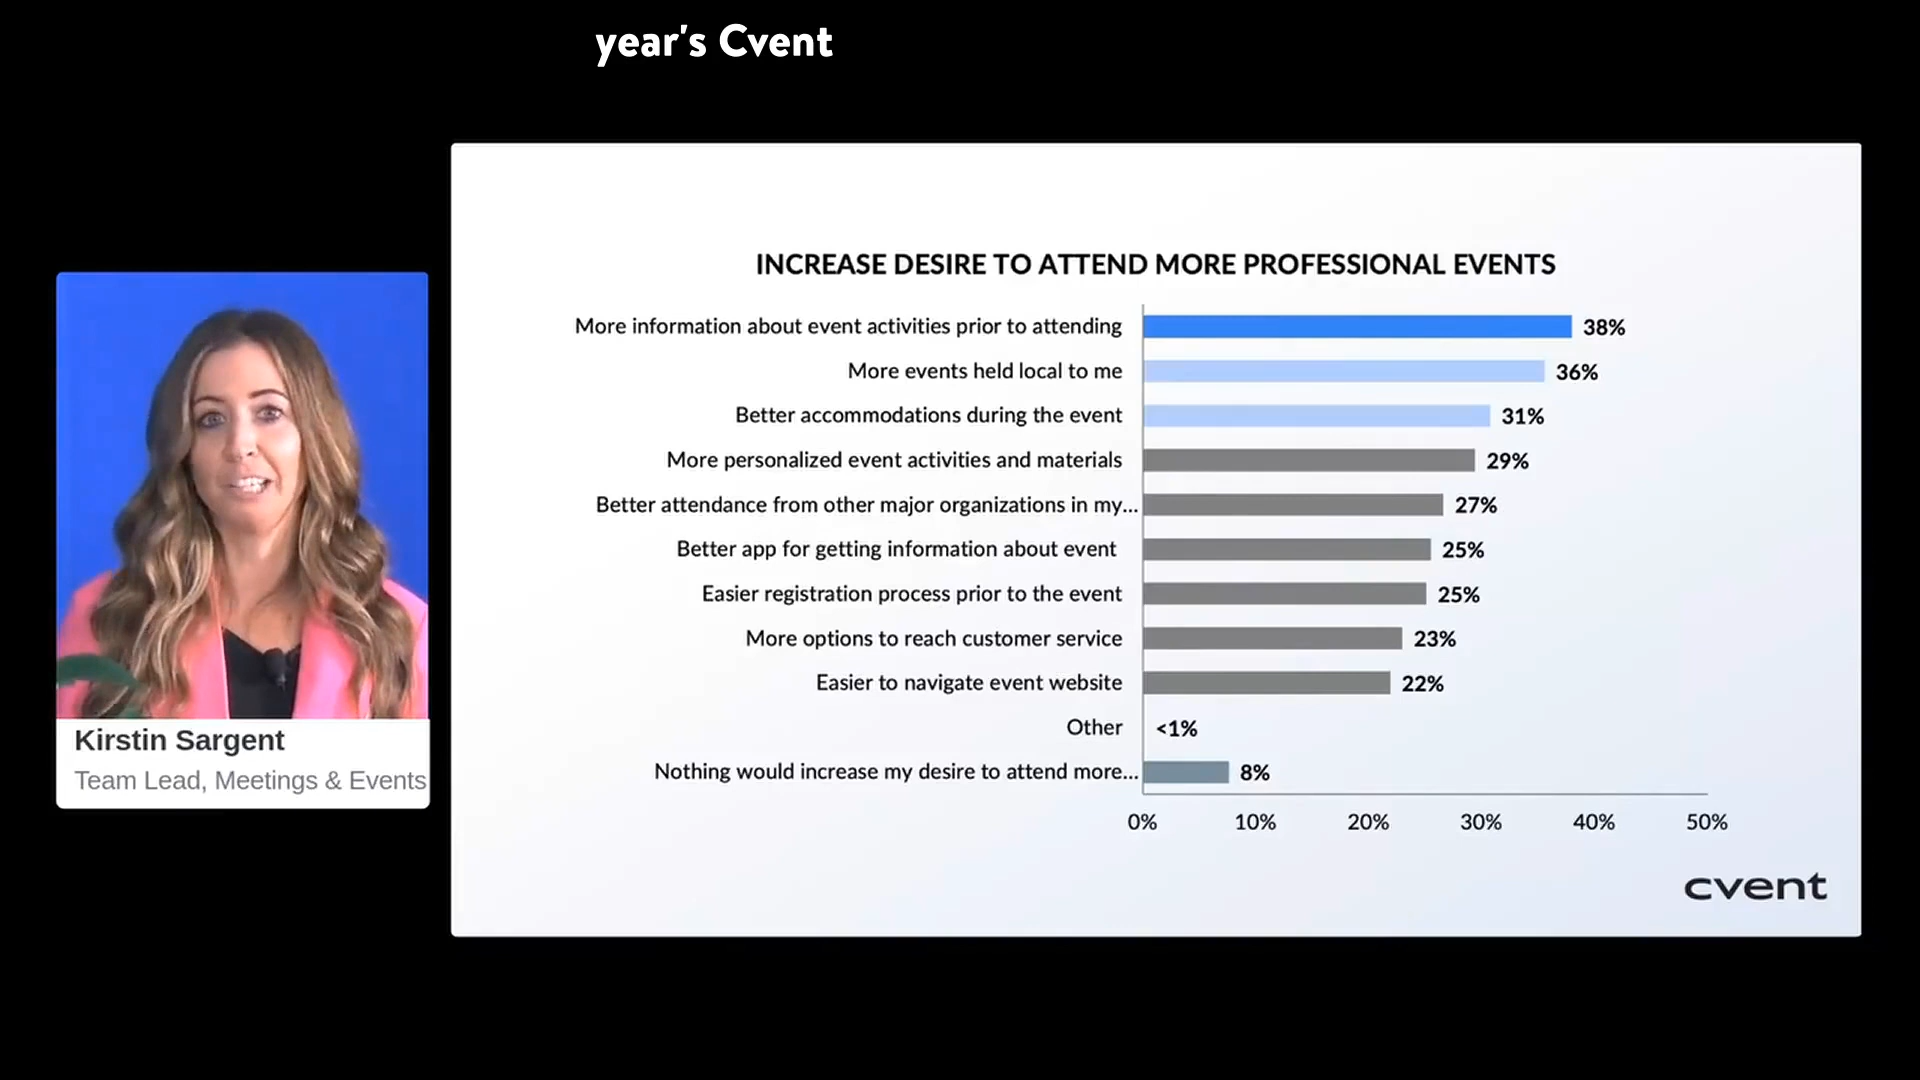 year's Cvent
INCREASE DESIRE TO ATTEND MORE PROFESSIONAL EVENTS
More information about event activities prior to attending 38%
More events held local to me 36%
Better accommodations during the event 31%
More personalized event activities and materials 29%
Better attendance from other major organizations in my... 27%
Better app for getting information about event 25%
Easier registration process prior to the event 25%
More options to reach customer service 23%
Easier to navigate event website 22%
Other <1%
Nothing would increase my desire to attend more... 8%
0% 10% 20% 30% 40% 50%
cvent
Kirstin Sargent
Team Lead, Meetings & Events